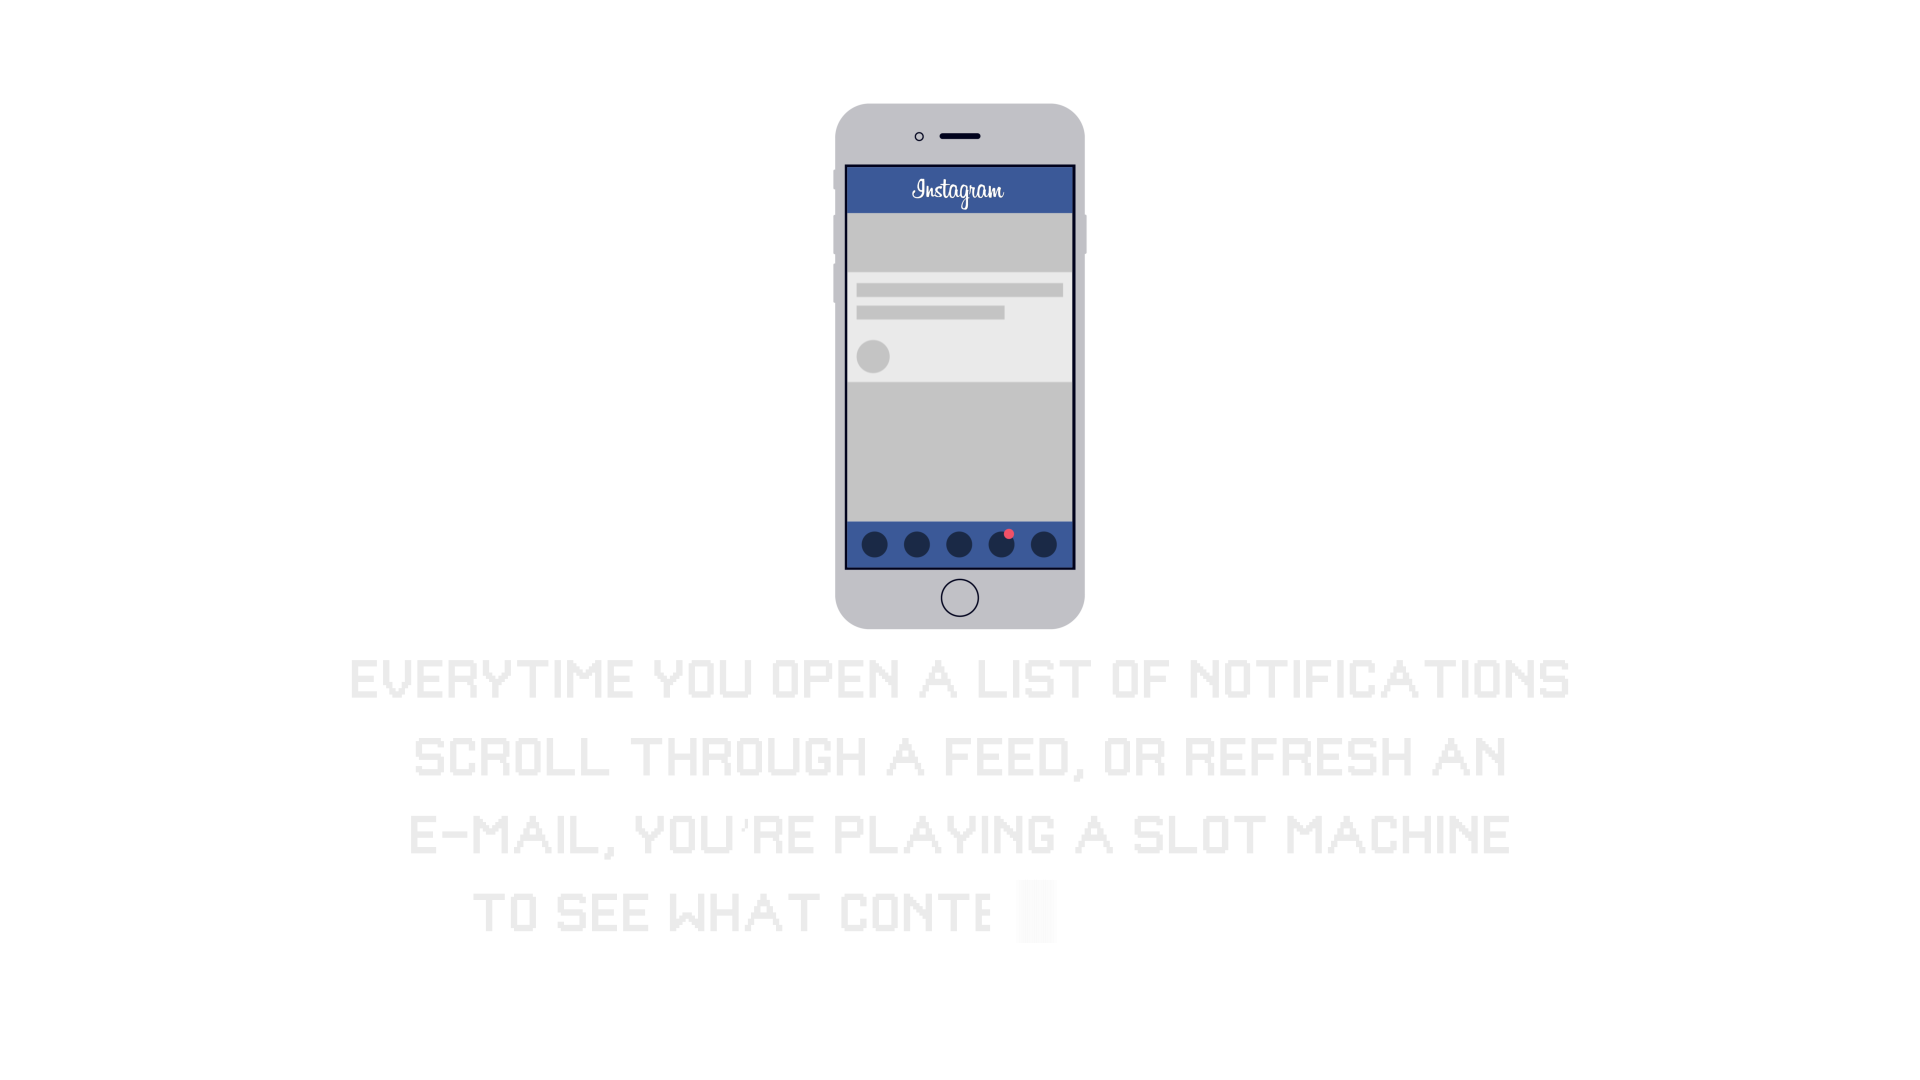 Instagram
EVERYTIME YOU OPEN A LIST OF NOTIFICATIONS
SCROLL THROUGH A FEED, OR REFRESH AN
E-MAIL, YOU'RE PLAYING A SLOT MACHINE
TO SEE WHAT CONTE